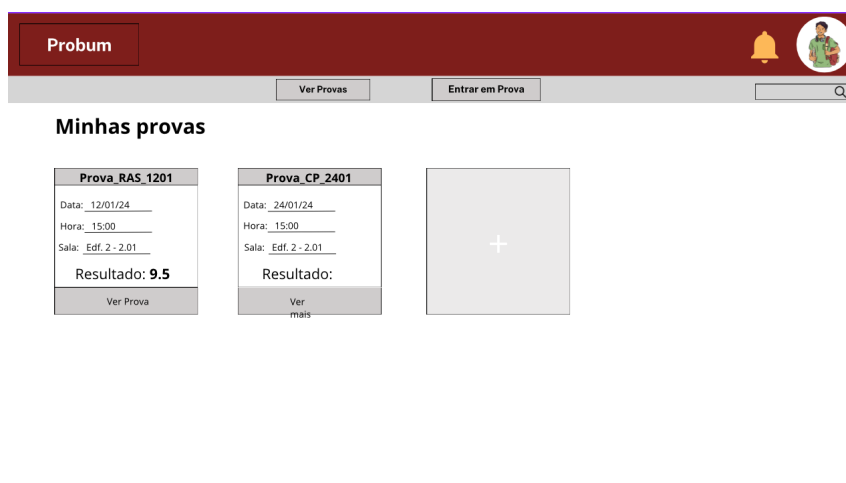 Probum
Ver Provas
Entrar em Prova
Minhas provas
Prova_RAS_1201
Data: 12/01/24
Hora: 15:00
Sala: Edf. 2 - 2.01
Resultado: 9.5
Ver Prova
Prova_CP_2401
Data: 24/01/24
Hora: 15:00
Sala: Edf. 2 - 2.01
Resultado:
Ver
mais
+